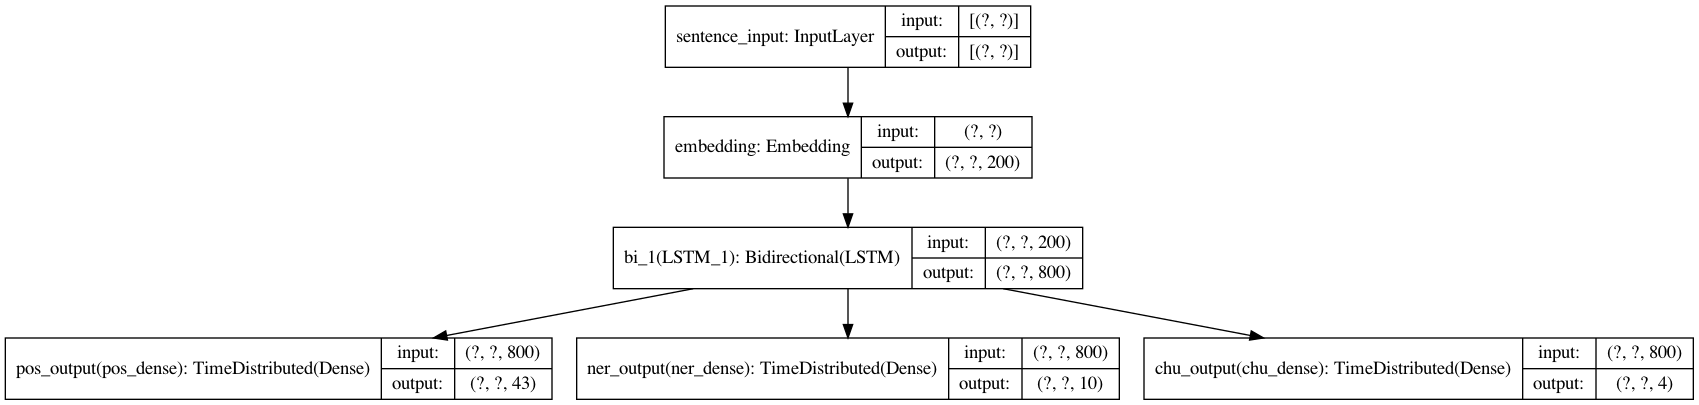 sentence_input: InputLayer
input: [(?, ?)]
output: [(?, ?)]
embedding: Embedding
input: (?, ?)
output: (?, ?, 200)
bi_1(LSTM_1): Bidirectional(LSTM)
input: (?, ?, 200)
output: (?, ?, 800)
pos_output(pos_dense): TimeDistributed(Dense)
input: (?, ?, 800)
output: (?, ?, 43)
ner_output(ner_dense): TimeDistributed(Dense)
input: (?, ?, 800)
output: (?, ?, 10)
chu_output(chu_dense): TimeDistributed(Dense)
input: (?, ?, 800)
output: (?, ?, 4)